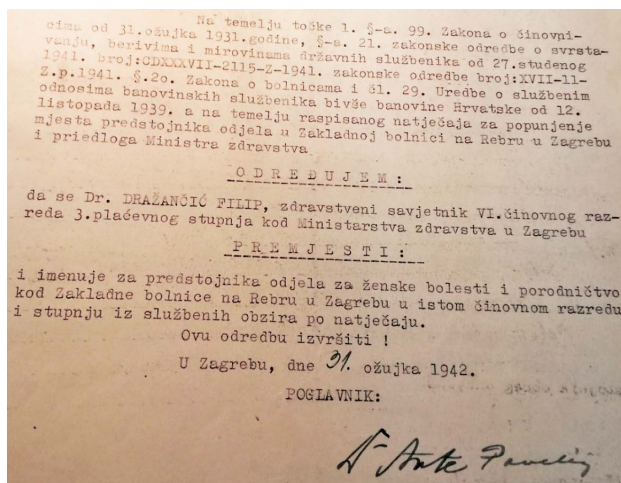 Na temelju točke 1. §-a. 99. Zakona o činovni-
cima od 31.ožujka 1931.godine, §-a. 21. zakonske odredbe o svrsta-
vanju, berivima i mirovinama državnih službenika od 27.studenog
1941. broj:CDXXXVII-2115-Z-1941. zakonske odredbe broj:XVII-11-
Z.p.1941. §.20. Zakona o bolnicama i čl. 29. Uredbe o službenim
odnosima banovinskih službenika bivše banovine Hrvatske od 12.
listopada 1939. a na temelju raspisanog natječaja za popunjenje
mjesta predstojnika odjela u Zakladnoj bolnici na Rebru u Zagrebu
i priedloga Ministra zdravstva
O D R E Đ U J E M :
da se Dr. DRAŽANČIĆ FILIP, zdravstveni savjetnik VI.činovnog raz-
reda 3.plaćevnog stupnja kod Ministarstva zdravstva u Zagrebu
P R E M J E S T I :
i imenuje za predstojnika odjela za ženske bolesti i porodničtvo
kod Zakladne bolnice na Rebru u Zagrebu u istom činovnom razredu
i stupnju iz službenih obzira po natječaju.
Ovu odredbu izvršiti !
U Zagrebu, dne 31. ožujka 1942.
POGLAVNIK:
Dr Ante Pavelić